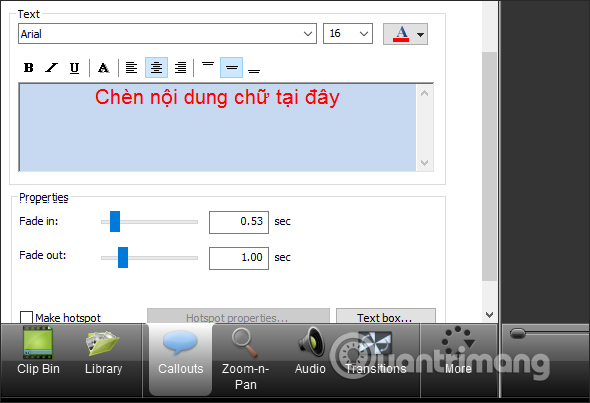 Text
Arial
16
A
B I U A
Chèn nội dung chữ tại đây
Properties
Fade in:
0.53 sec
Fade out:
1.00 sec
Make hotspot
Hotspot properties...
Text box...
Clip Bin
Library
Callouts
Zoom-n-
Pan
Audio
Transitions
More
Quantrimang